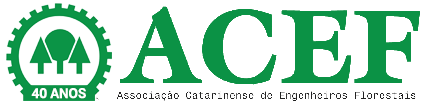 ACEF
40 ANOS
Associação Catarinense de Engenheiros Florestais